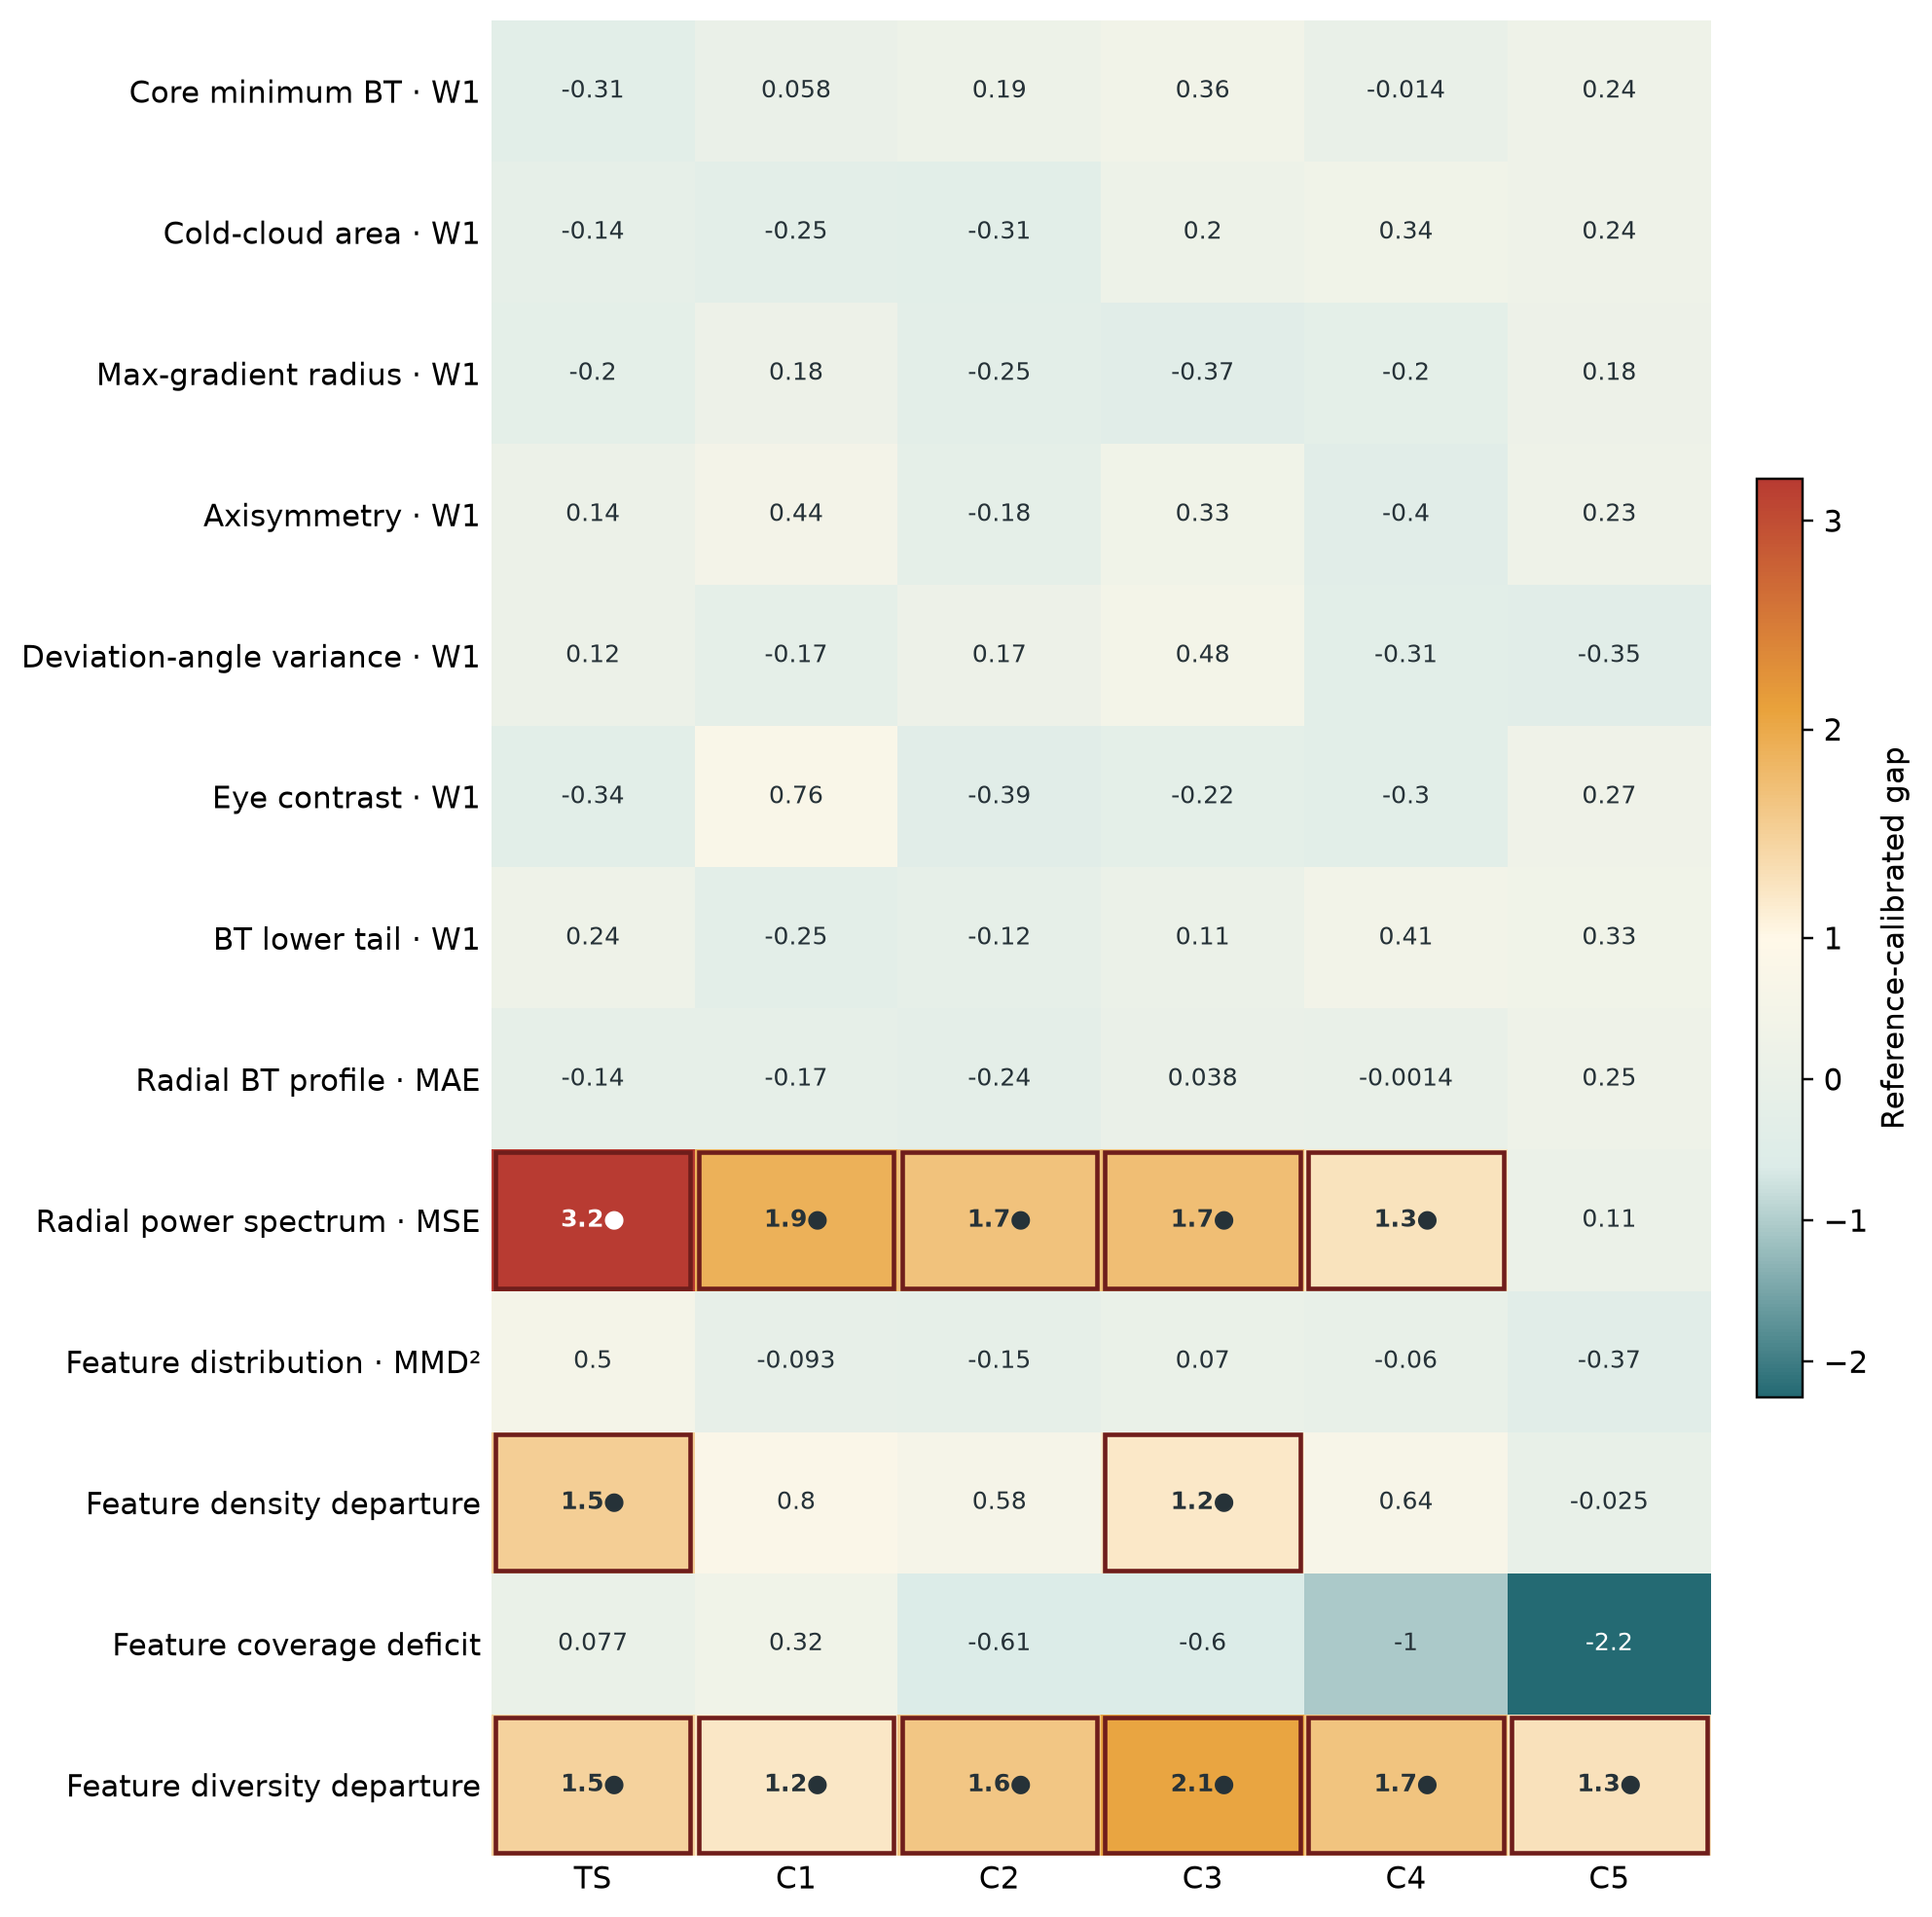 Core minimum BT · W1 -0.31 0.058 0.19 0.36 -0.014 0.24
Cold-cloud area · W1 -0.14 -0.25 -0.31 0.2 0.34 0.24
Max-gradient radius · W1 -0.2 0.18 -0.25 -0.37 -0.2 0.18
Axisymmetry · W1 0.14 0.44 -0.18 0.33 -0.4 0.23
Deviation-angle variance · W1 0.12 -0.17 0.17 0.48 -0.31 -0.35
Eye contrast · W1 -0.34 0.76 -0.39 -0.22 -0.3 0.27
BT lower tail · W1 0.24 -0.25 -0.12 0.11 0.41 0.33
Radial BT profile · MAE -0.14 -0.17 -0.24 0.038 -0.0014 0.25
Radial power spectrum · MSE 3.2● 1.9● 1.7● 1.7● 1.3● 0.11
Feature distribution · MMD² 0.5 -0.093 -0.15 0.07 -0.06 -0.37
Feature density departure 1.5● 0.8 0.58 1.2● 0.64 -0.025
Feature coverage deficit 0.077 0.32 -0.61 -0.6 -1 -2.2
Feature diversity departure 1.5● 1.2● 1.6● 2.1● 1.7● 1.3●
TS C1 C2 C3 C4 C5
3
2
1
0
−1
−2
Reference-calibrated gap